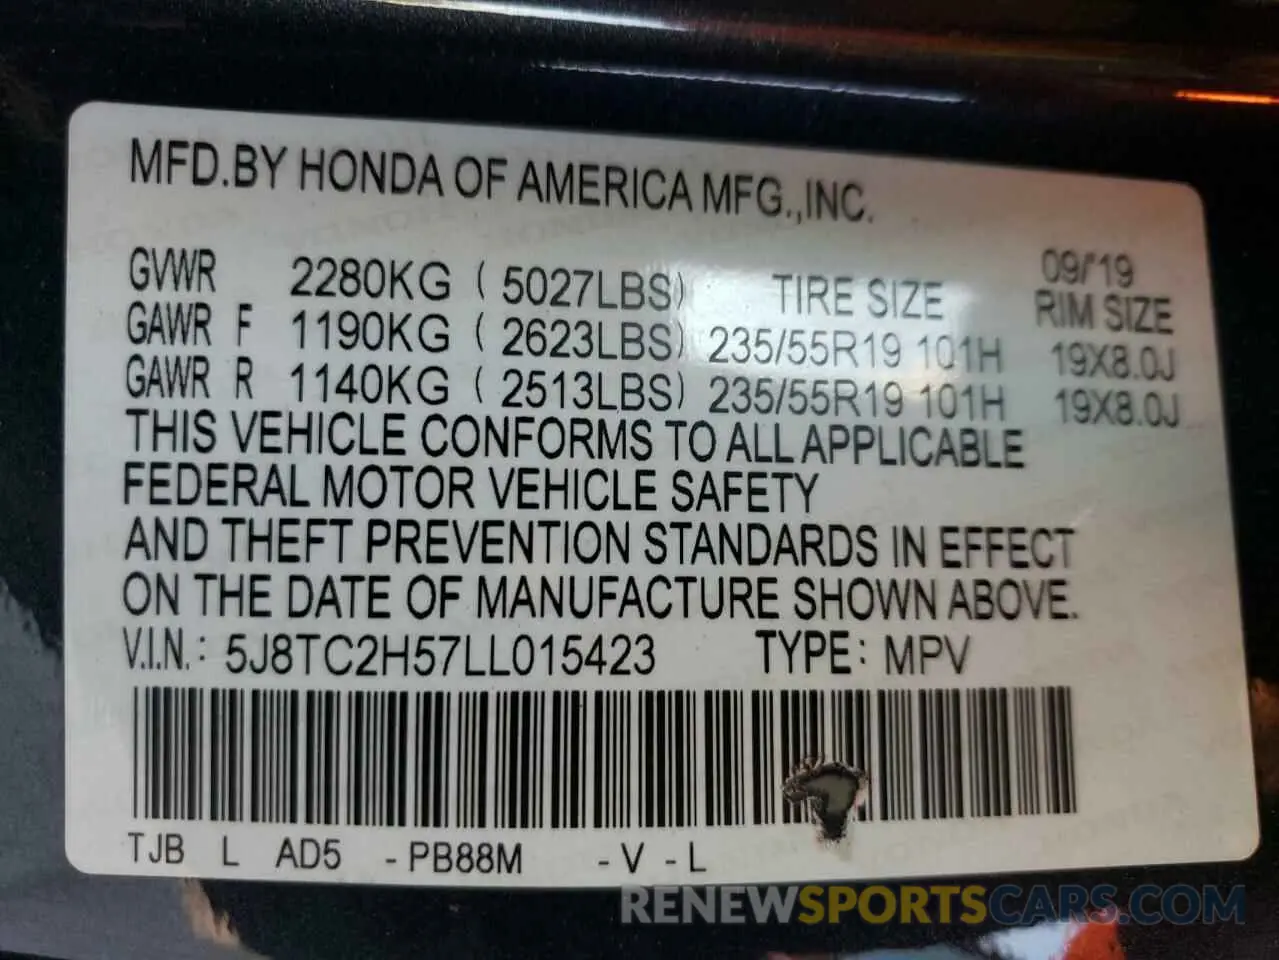 MFD.BY HONDA OF AMERICA MFG.,INC.
09/'19
GVWR 2280KG ( 5027LBS) TIRE SIZE RIM SIZE
GAWR F 1190KG ( 2623LBS) 235/55R19 101H 19X8.0J
GAWR R 1140KG ( 2513LBS) 235/55R19 101H 19X8.0J
THIS VEHICLE CONFORMS TO ALL APPLICABLE
FEDERAL MOTOR VEHICLE SAFETY
AND THEFT PREVENTION STANDARDS IN EFFECT
ON THE DATE OF MANUFACTURE SHOWN ABOVE.
V.I.N.: 5J8TC2H57LL015423 TYPE: MPV
TJB L AD5 -PB88M -V -L
RENEWSPORTSCARS.COM